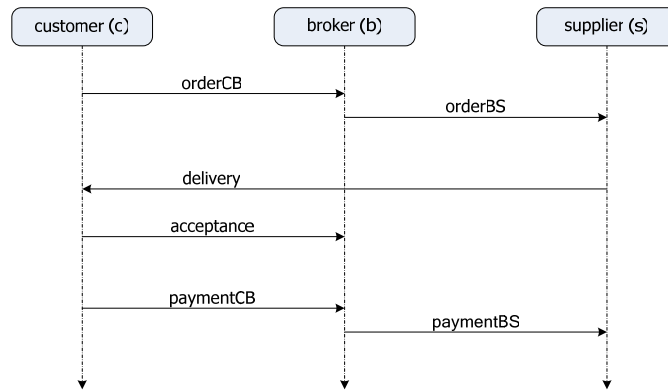 customer (c)
broker (b)
supplier (s)
orderCB
orderBS
delivery
acceptance
paymentCB
paymentBS